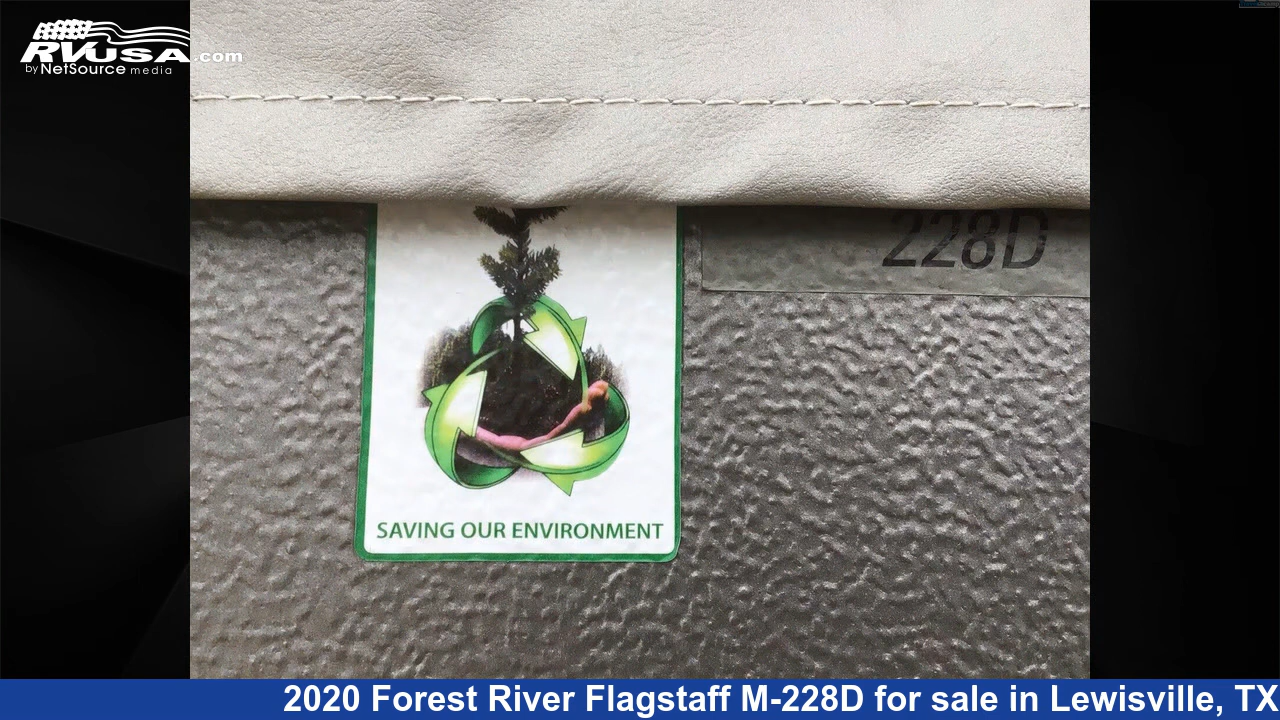 RVUSA.com
by NetSource media
228D
SAVING OUR ENVIRONMENT
2020 Forest River Flagstaff M-228D for sale in Lewisville, TX